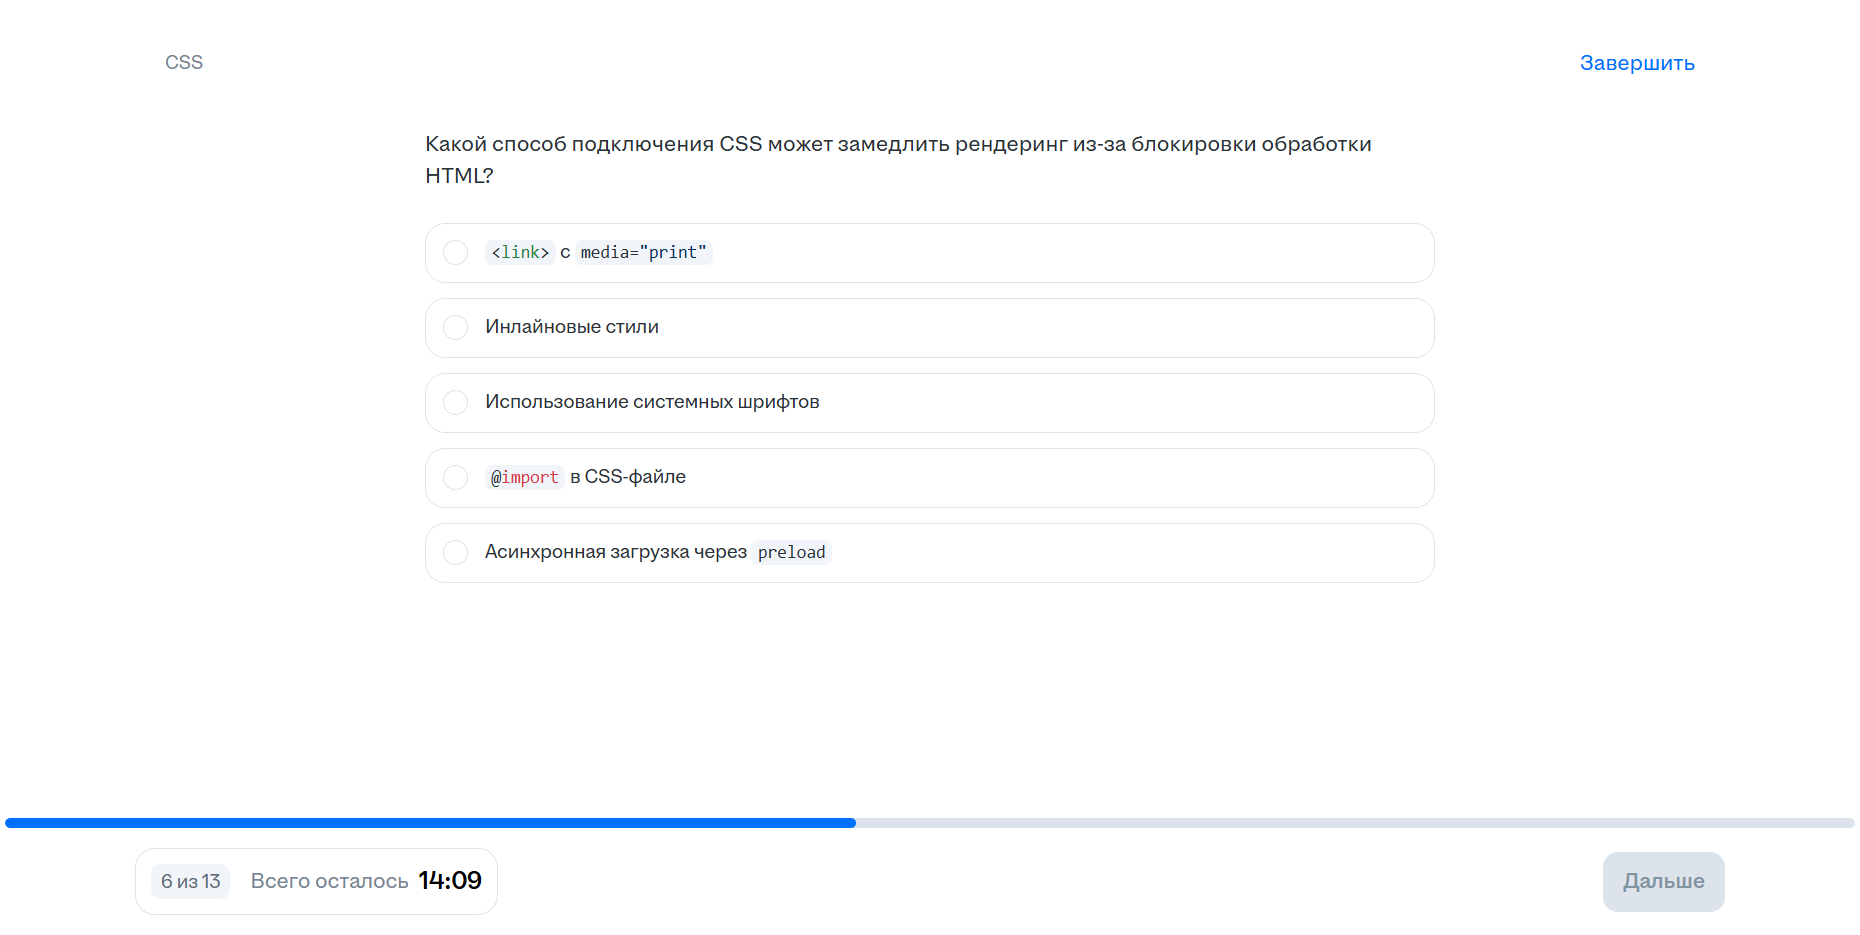 CSS
Завершить
Какой способ подключения CSS может замедлить рендеринг из-за блокировки обработки
HTML?
<link> с media="print"
Инлайновые стили
Использование системных шрифтов
@import в CSS-файле
Асинхронная загрузка через preload
6 из 13 Всего осталось 14:09
Дальше